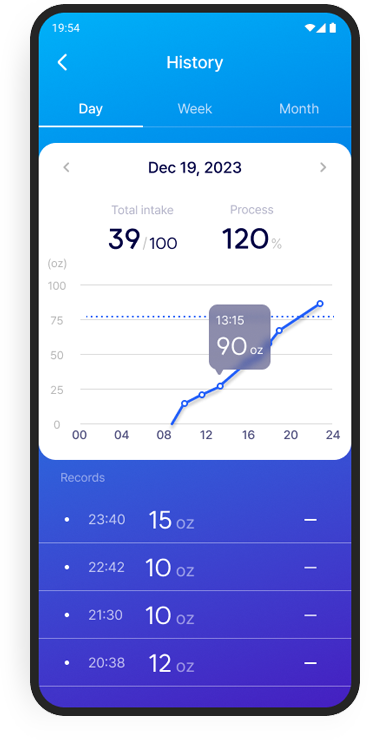 19:54
History
Day Week Month
Dec 19, 2023
Total intake Process
39/100 120%
(oz)
100
75
13:15
90 oz
50
25
0
00 04 08 12 16 20 24
Records
23:40 15 oz
22:42 10 oz
21:30 10 oz
20:38 12 oz